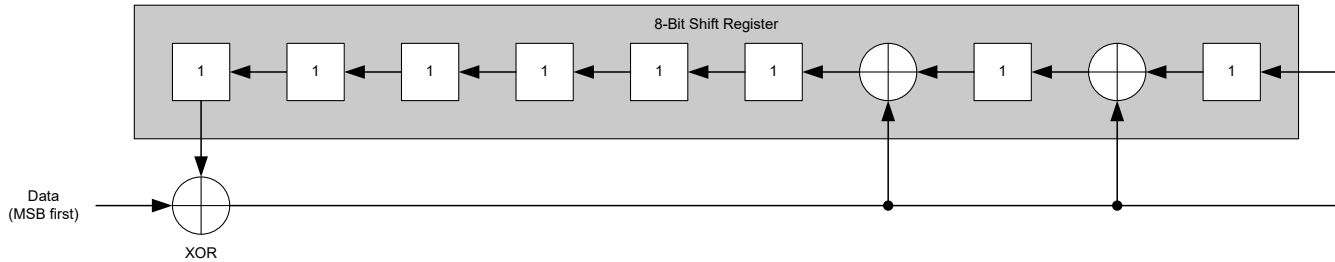 8-Bit Shift Register
1 1 1 1 1 1 1 1
Data
(MSB first)
XOR